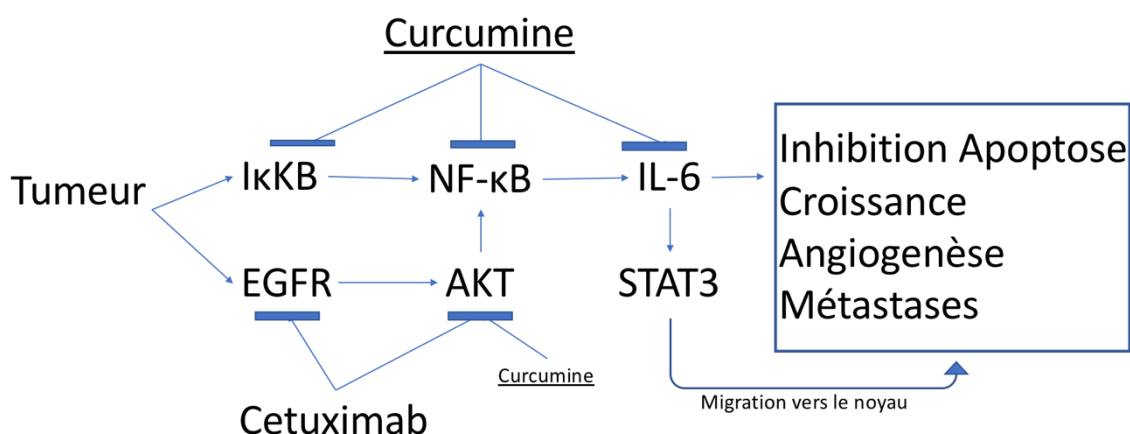 Curcumine
Tumeur
IκKB
NF-κB
IL-6
Inhibition Apoptose
Croissance
Angiogenèse
Métastases
EGFR
AKT
STAT3
Curcumine
Cetuximab
Migration vers le noyau